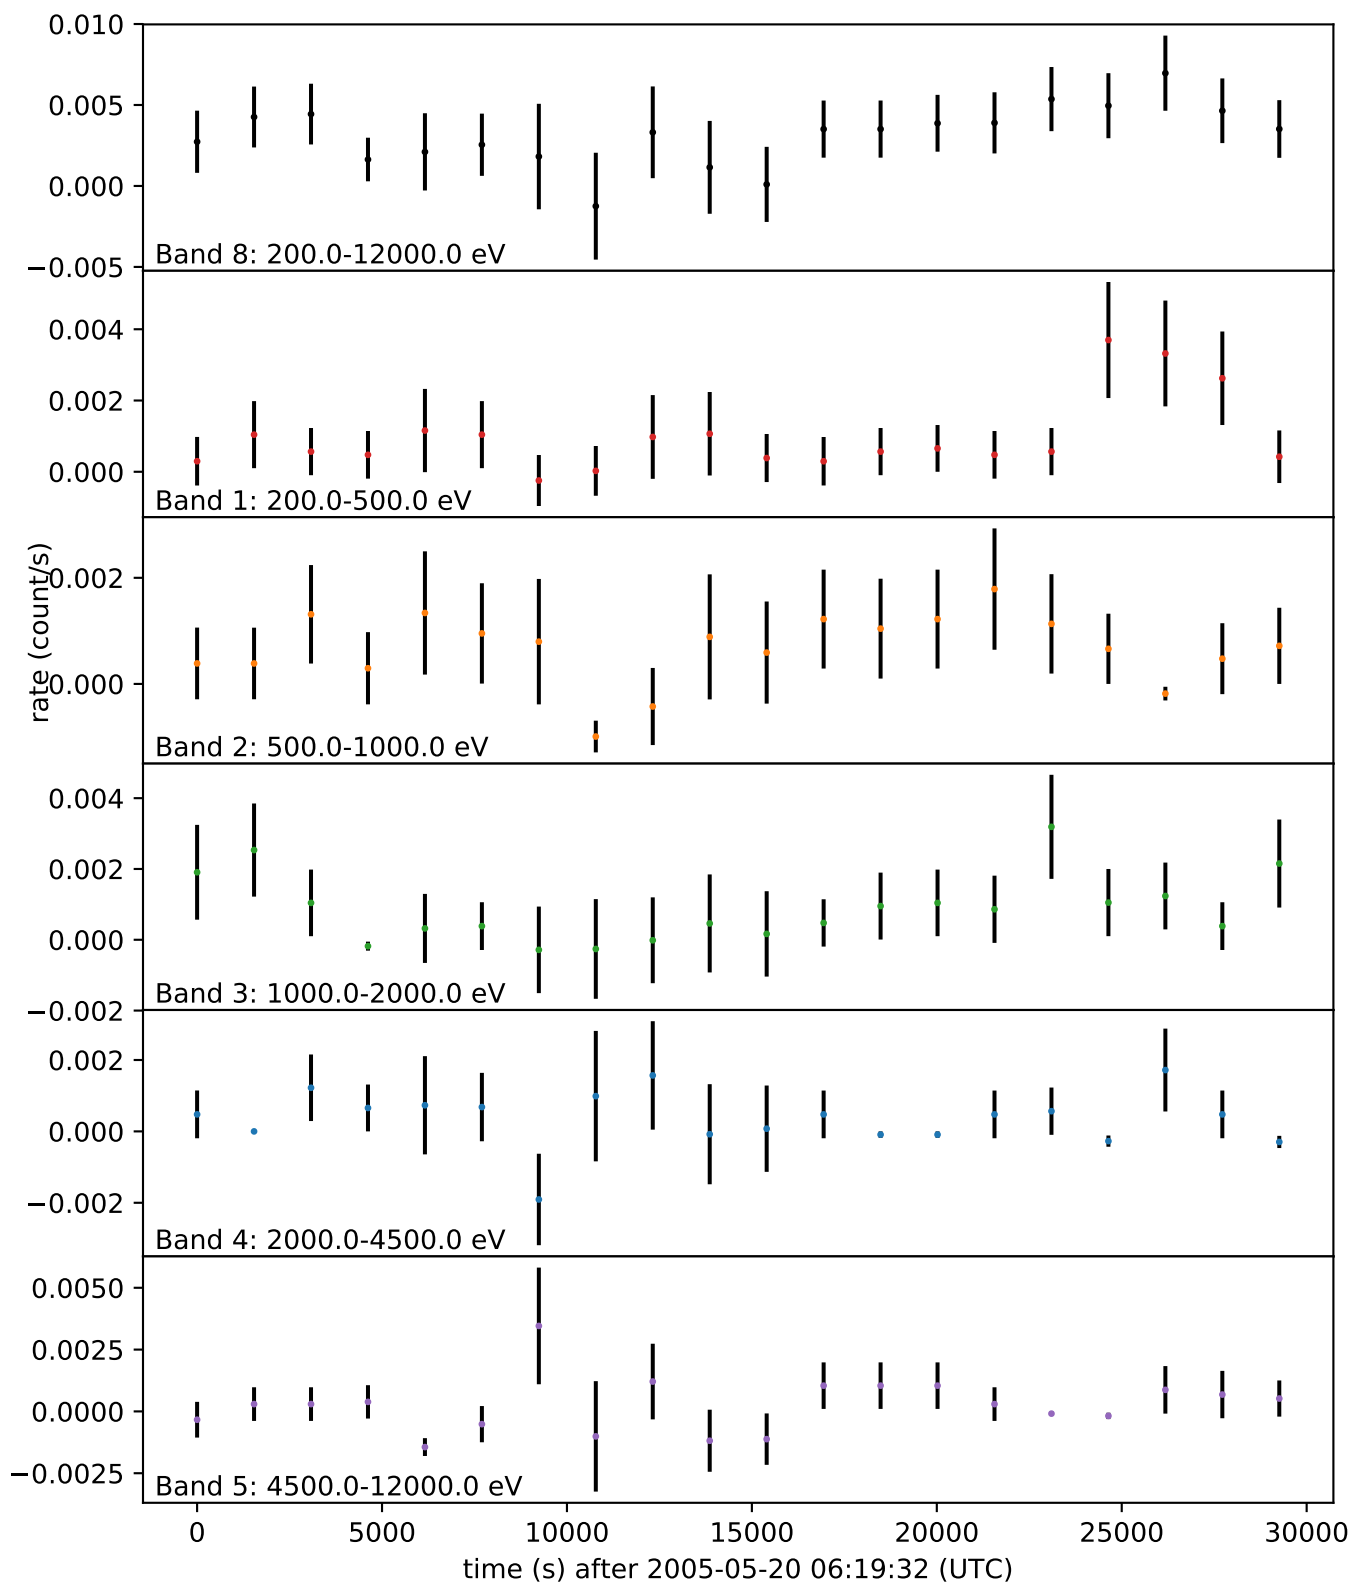 0.010
0.005
0.000
−0.005
Band 8: 200.0-12000.0 eV
0.004
0.002
0.000
Band 1: 200.0-500.0 eV
rate (count/s)
0.002
0.000
Band 2: 500.0-1000.0 eV
0.004
0.002
0.000
−0.002
Band 3: 1000.0-2000.0 eV
0.002
0.000
−0.002
Band 4: 2000.0-4500.0 eV
0.0050
0.0025
0.0000
−0.0025
Band 5: 4500.0-12000.0 eV
0 5000 10000 15000 20000 25000 30000
time (s) after 2005-05-20 06:19:32 (UTC)